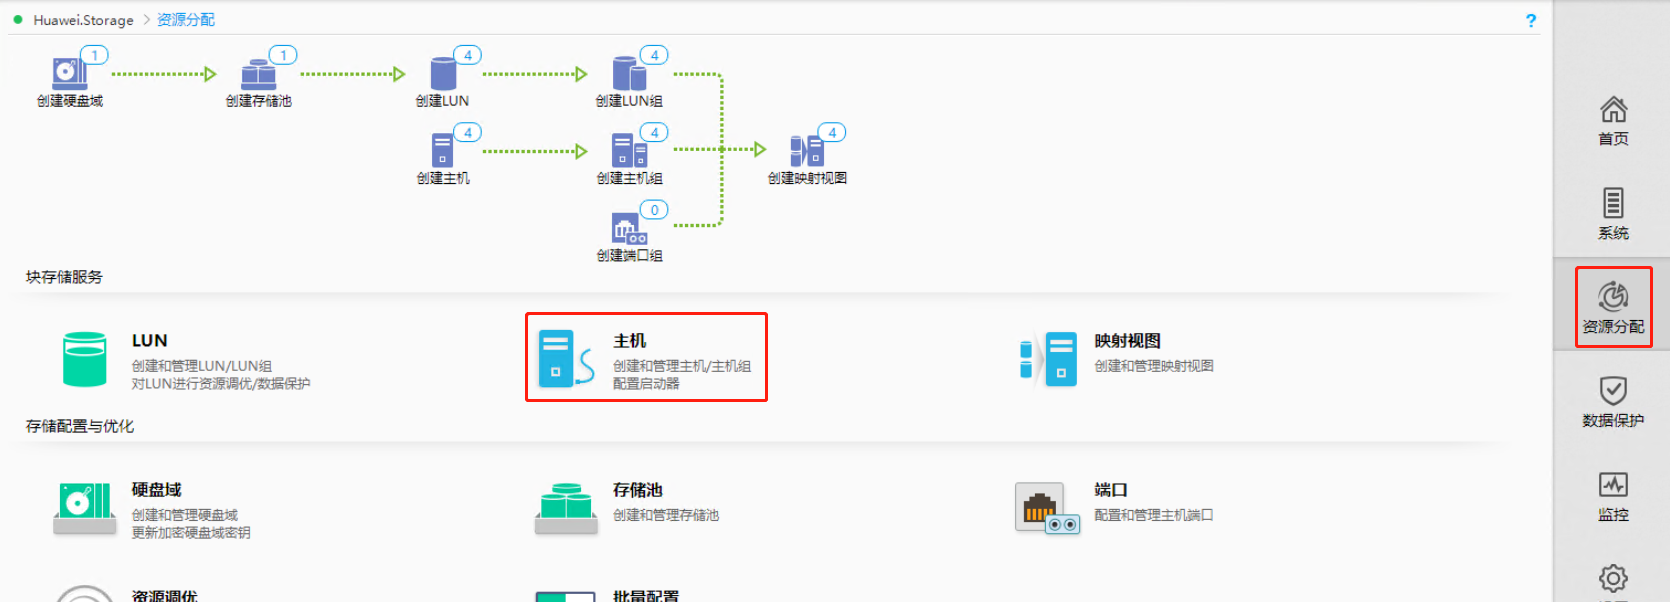 Huawei.Storage > 资源分配
?
1
1
4
4
创建硬盘域
创建存储池
创建LUN
创建LUN组
4
4
4
创建主机
创建主机组
创建映射视图
0
创建端口组
块存储服务
LUN
创建和管理LUN/LUN组
对LUN进行资源调优/数据保护
主机
创建和管理主机/主机组
配置启动器
映射视图
创建和管理映射视图
存储配置与优化
硬盘域
创建和管理硬盘域
更新加密硬盘域密钥
存储池
创建和管理存储池
端口
配置和管理主机端口
资源调优
批量配置
首页
系统
资源分配
数据保护
监控